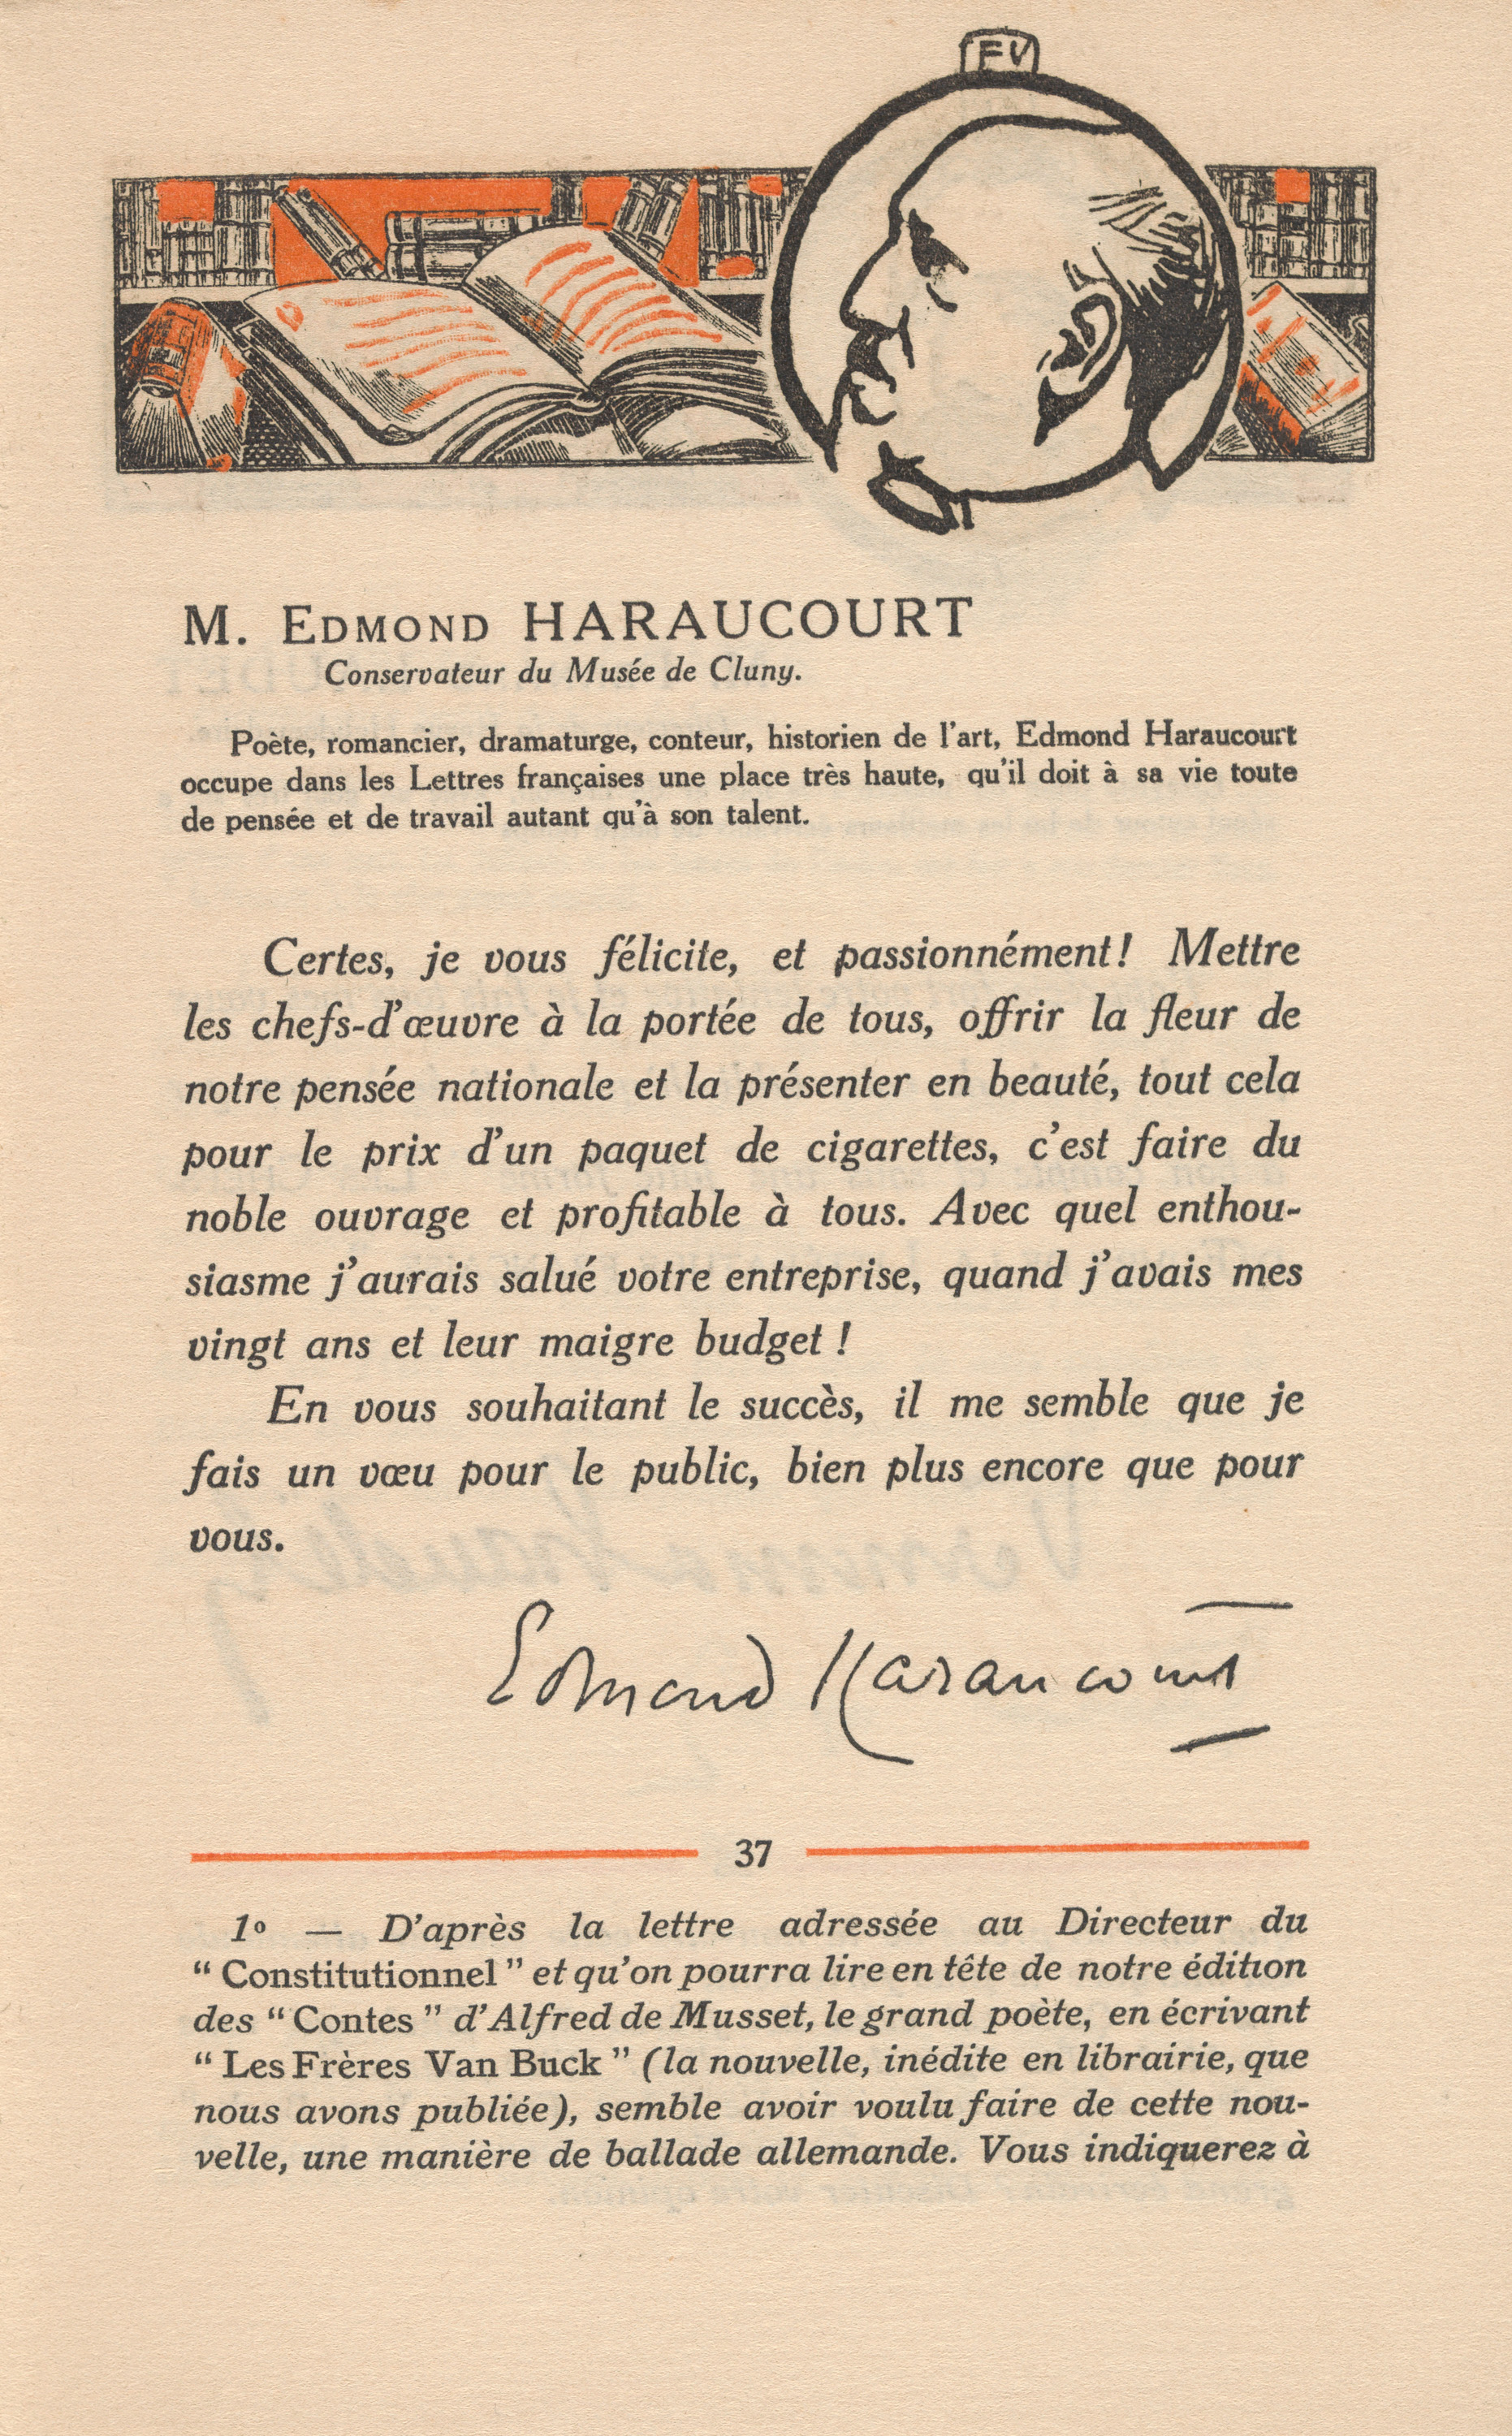 FV
M. EDMOND HARAUCOURT
Conservateur du Musée de Cluny.
Poète, romancier, dramaturge, conteur, historien de l'art, Edmond Haraucourt
occupe dans les Lettres françaises une place très haute, qu'il doit à sa vie toute
de pensée et de travail autant qu'à son talent.
Certes, je vous félicite, et passionnément! Mettre
les chefs-d'œuvre à la portée de tous, offrir la fleur de
notre pensée nationale et la présenter en beauté, tout cela
pour le prix d'un paquet de cigarettes, c'est faire du
noble ouvrage et profitable à tous. Avec quel enthou-
siasme j'aurais salué votre entreprise, quand j'avais mes
vingt ans et leur maigre budget !
En vous souhaitant le succès, il me semble que je
fais un vœu pour le public, bien plus encore que pour
vous.
Edmond Haraucourt
37
1º — D'après la lettre adressée au Directeur du
“ Constitutionnel ” et qu'on pourra lire en tête de notre édition
des “ Contes ” d'Alfred de Musset, le grand poète, en écrivant
“ Les Frères Van Buck ” (la nouvelle, inédite en librairie, que
nous avons publiée), semble avoir voulu faire de cette nou-
velle, une manière de ballade allemande. Vous indiquerez à